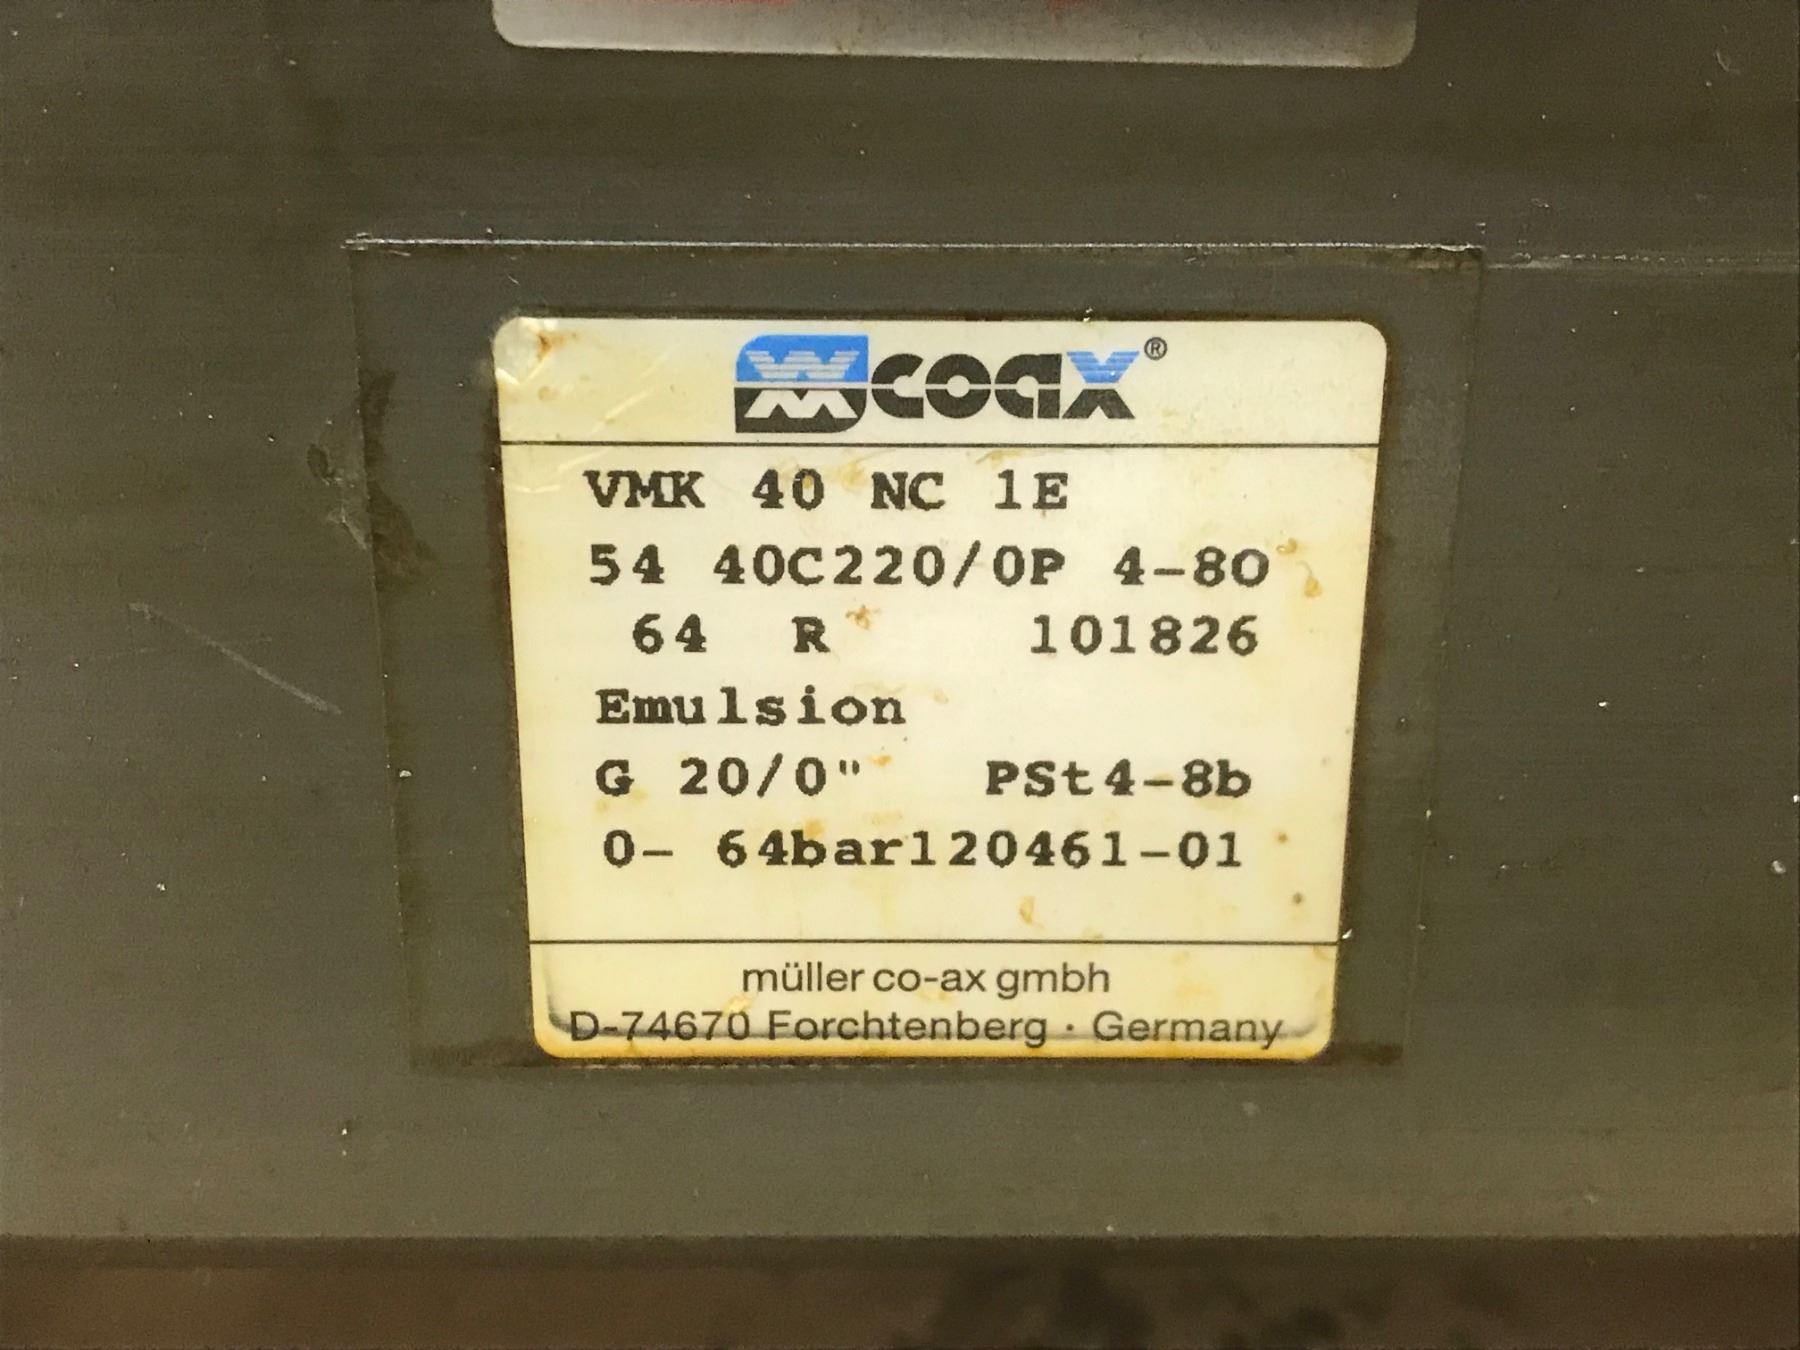 coax®
VMK 40 NC 1E
54 40C220/0P 4-80
64 R 101826
Emulsion
G 20/0" PSt4-8b
0- 64bar120461-01
müller co-ax gmbh
D-74670 Forchtenberg · Germany